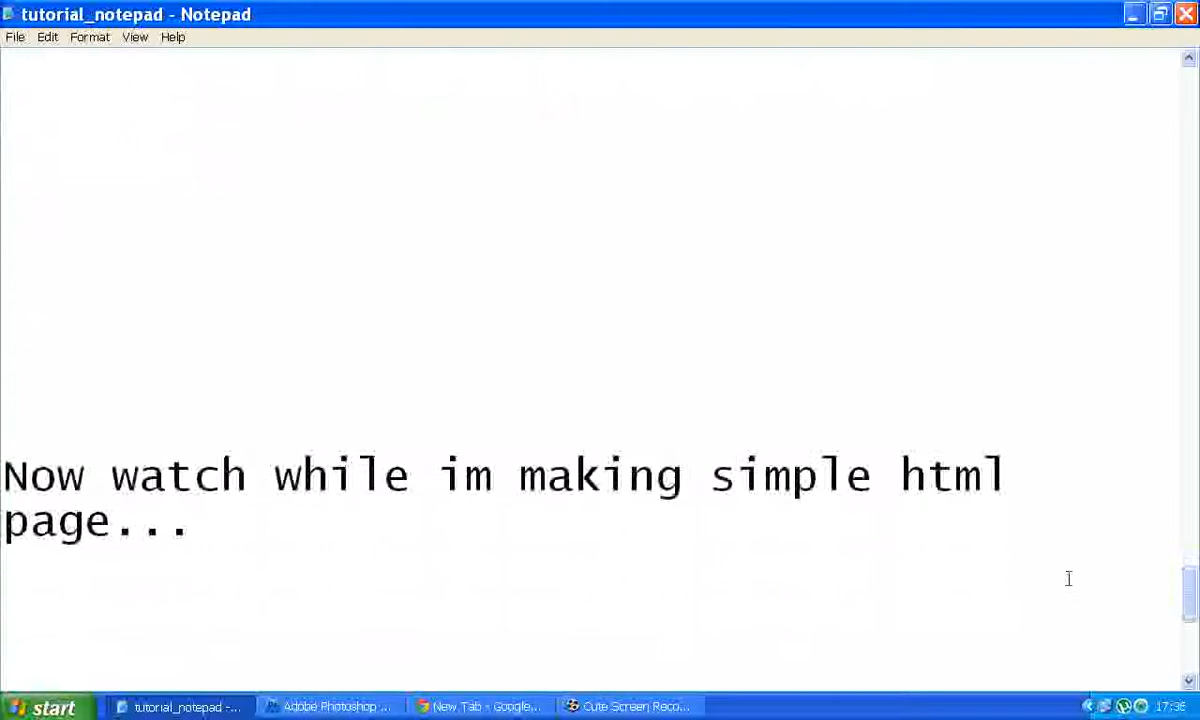 tutorial_notepad - Notepad
File Edit Format View Help
Now watch while im making simple html
page...
start tutorial_notepad -... Adobe Photoshop ... New Tab - Google... Cute Screen Reco... 17:36